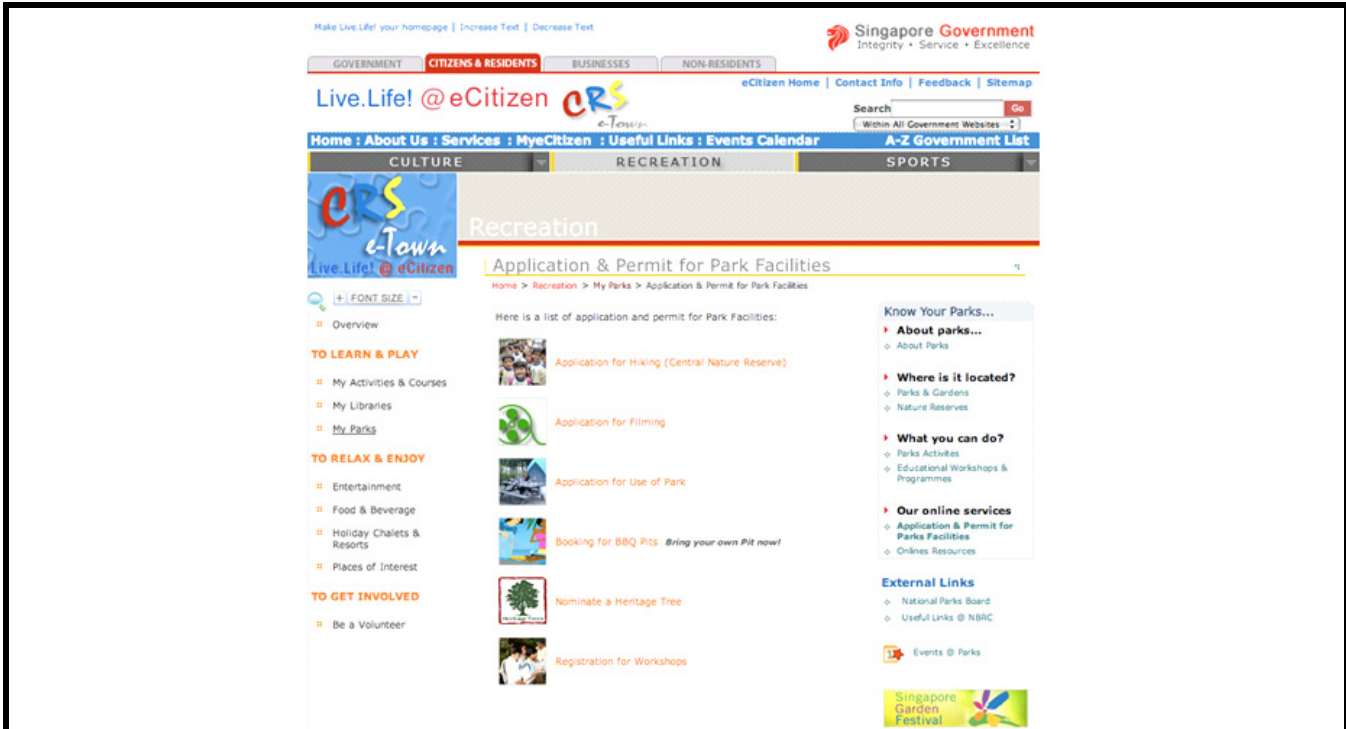 Make Live.Life! your homepage | Increase Text | Decrease Text
Singapore Government
Integrity • Service • Excellence
GOVERNMENT CITIZENS & RESIDENTS BUSINESSES NON-RESIDENTS
eCitizen Home | Contact Info | Feedback | Sitemap
Live.Life! @ eCitizen
CRS
e-Town
Search Go
Within All Government Websites
Home : About Us : Services : MyeCitizen : Useful Links : Events Calendar A-Z Government List
CULTURE RECREATION SPORTS
CRS
e-Town
Live.Life! @ eCitizen
Recreation
Application & Permit for Park Facilities
Home > Recreation > My Parks > Application & Permit for Park Facilities
+ FONT SIZE -
Overview
TO LEARN & PLAY
My Activities & Courses
My Libraries
My Parks
TO RELAX & ENJOY
Entertainment
Food & Beverage
Holiday Chalets &
Resorts
Places of Interest
TO GET INVOLVED
Be a Volunteer
Here is a list of application and permit for Park Facilities:
Application for Hiking (Central Nature Reserve)
Application for Filming
Application for Use of Park
Booking for BBQ Pits Bring your own Pit now!
Heritage Trees
Nominate a Heritage Tree
Registration for Workshops
Know Your Parks...
About parks...
About Parks
Where is it located?
Parks & Gardens
Nature Reserves
What you can do?
Parks Activites
Educational Workshops &
Programmes
Our online services
Application & Permit for
Parks Facilities
Onlines Resources
External Links
National Parks Board
Useful Links @ NBRC
Events @ Parks
Singapore
Garden
Festival